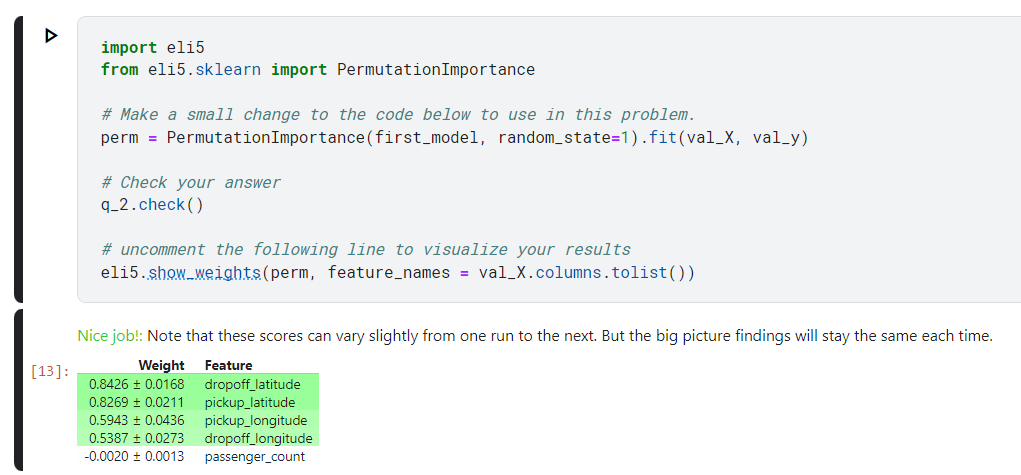 import eli5
from eli5.sklearn import PermutationImportance
# Make a small change to the code below to use in this problem.
perm = PermutationImportance(first_model, random_state=1).fit(val_X, val_y)
# Check your answer
q_2.check()
# uncomment the following line to visualize your results
eli5.show_weights(perm, feature_names = val_X.columns.tolist())
Nice job!: Note that these scores can vary slightly from one run to the next. But the big picture findings will stay the same each time.
[13]:
Weight Feature
0.8426 ± 0.0168 dropoff_latitude
0.8269 ± 0.0211 pickup_latitude
0.5943 ± 0.0436 pickup_longitude
0.5387 ± 0.0273 dropoff_longitude
-0.0020 ± 0.0013 passenger_count